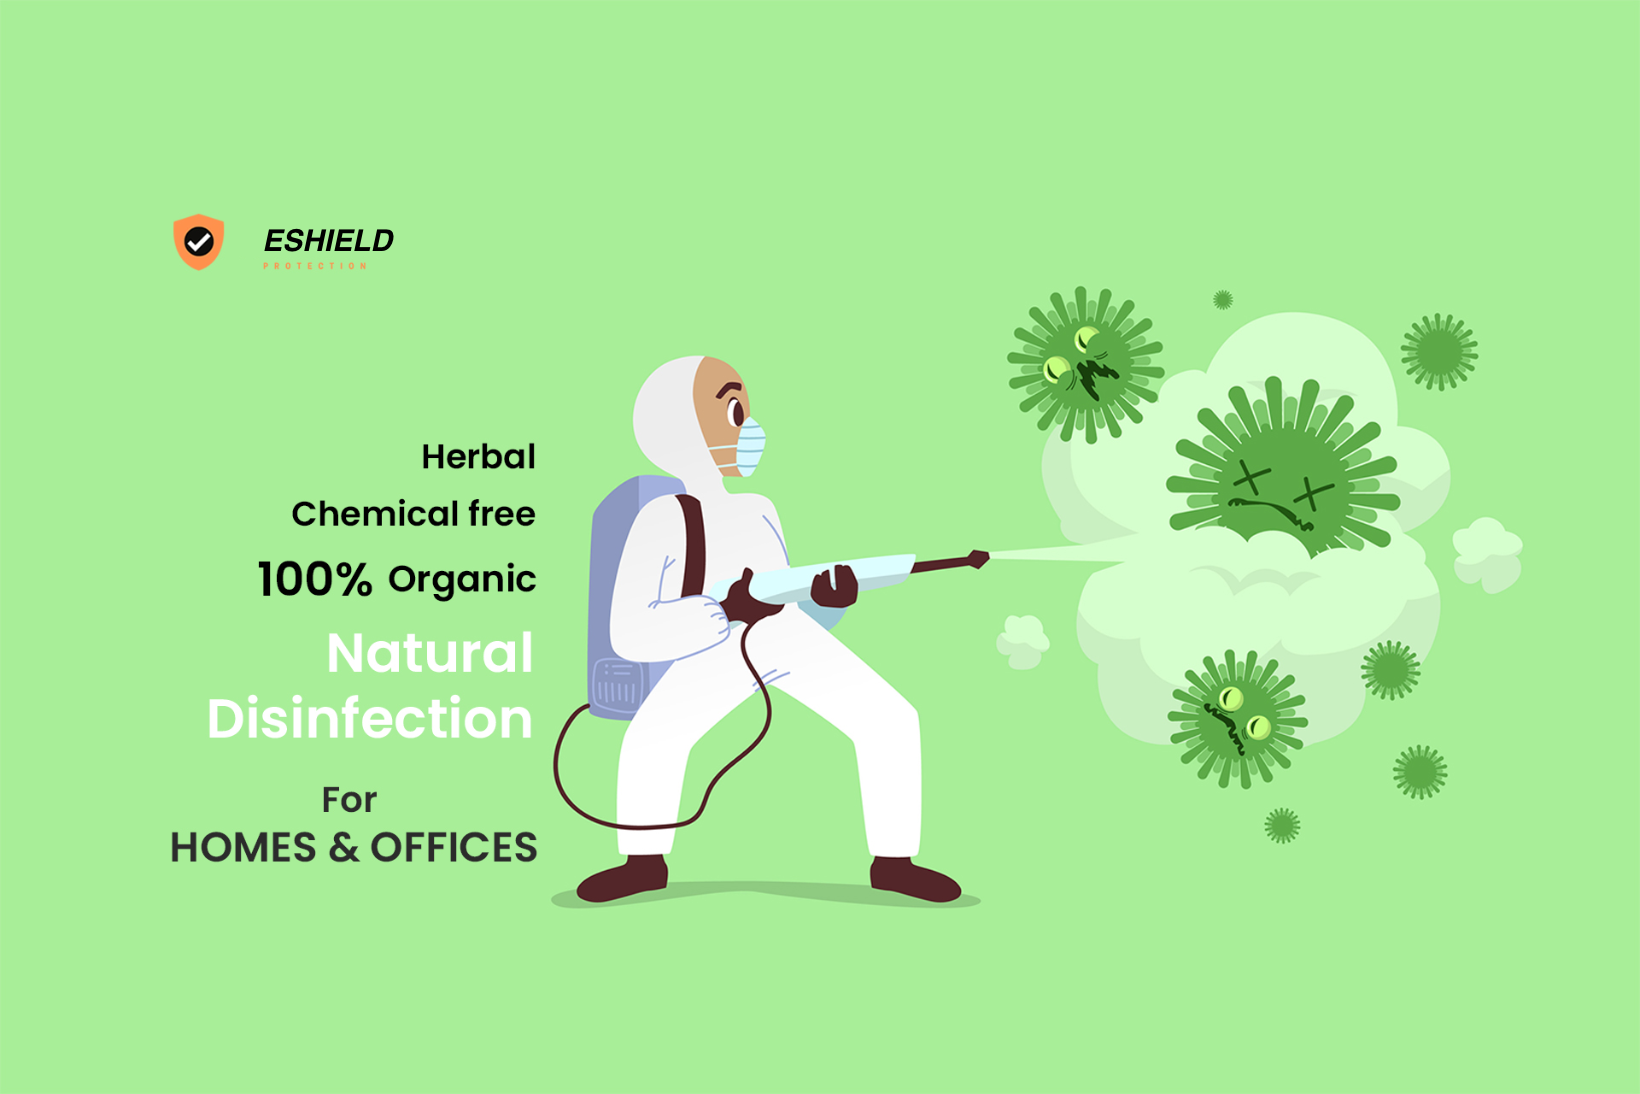 ESHIELD
PROTECTION
Herbal
Chemical free
100% Organic
Natural
Disinfection
For
HOMES & OFFICES